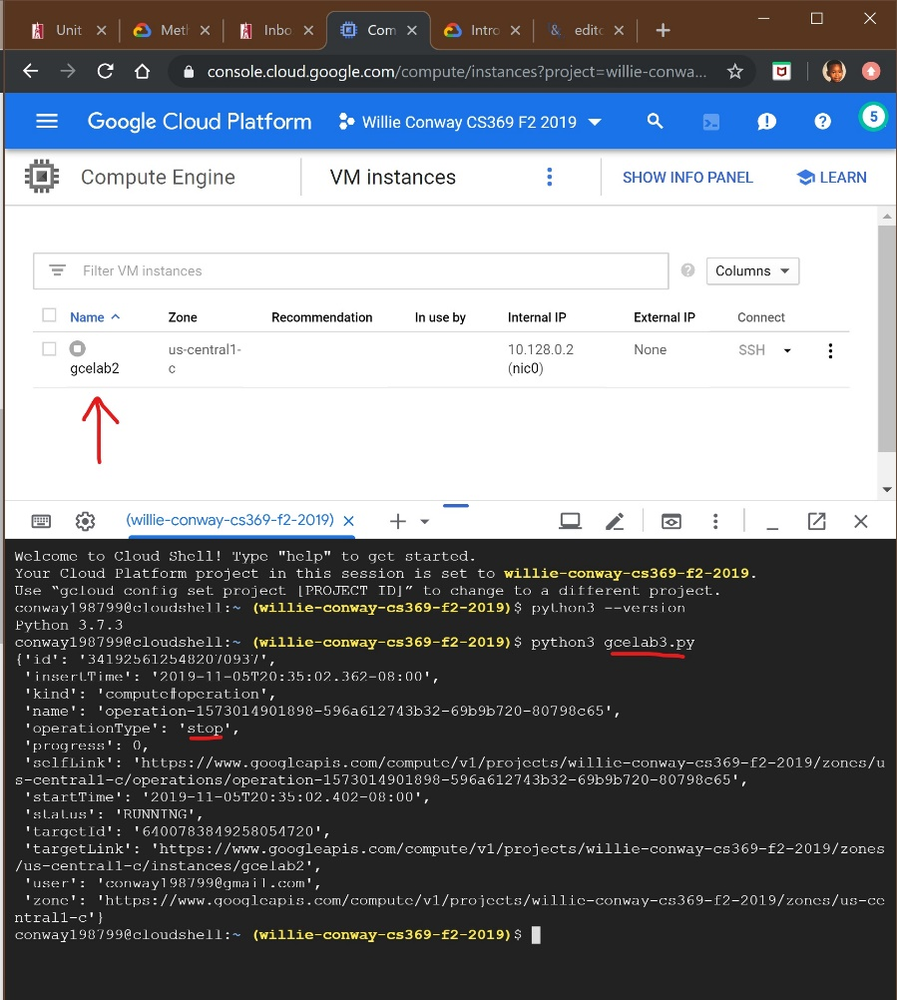 Unit
Met
Inbo
Com
Intro
edito
console.cloud.google.com/compute/instances?project=willie-conwa...
Google Cloud Platform
Willie Conway CS369 F2 2019
5
Compute Engine
VM instances
SHOW INFO PANEL
LEARN
Filter VM instances
Columns
Name Zone Recommendation In use by Internal IP External IP Connect
gcelab2 us-central1-c 10.128.0.2 (nic0) None SSH
(willie-conway-cs369-f2-2019)
Welcome to Cloud Shell! Type "help" to get started.
Your Cloud Platform project in this session is set to willie-conway-cs369-f2-2019.
Use “gcloud config set project [PROJECT ID]” to change to a different project.
conway198799@cloudshell:~ (willie-conway-cs369-f2-2019)$ python3 --version
Python 3.7.3
conway198799@cloudshell:~ (willie-conway-cs369-f2-2019)$ python3 gcelab3.py
{'id': '3419256125482070937',
'insertTime': '2019-11-05T20:35:02.362-08:00',
'kind': 'compute#operation',
'name': 'operation-1573014901898-596a612743b32-69b9b720-80798c65',
'operationType': 'stop',
'progress': 0,
'selfLink': 'https://www.googleapis.com/compute/v1/projects/willie-conway-cs369-f2-2019/zones/u
s-central1-c/operations/operation-1573014901898-596a612743b32-69b9b720-80798c65',
'startTime': '2019-11-05T20:35:02.402-08:00',
'status': 'RUNNING',
'targetId': '6400783849258054720',
'targetLink': 'https://www.googleapis.com/compute/v1/projects/willie-conway-cs369-f2-2019/zones
/us-central1-c/instances/gcelab2',
'user': 'conway198799@gmail.com',
'zone': 'https://www.googleapis.com/compute/v1/projects/willie-conway-cs369-f2-2019/zones/us-ce
ntral1-c'}
conway198799@cloudshell:~ (willie-conway-cs369-f2-2019)$